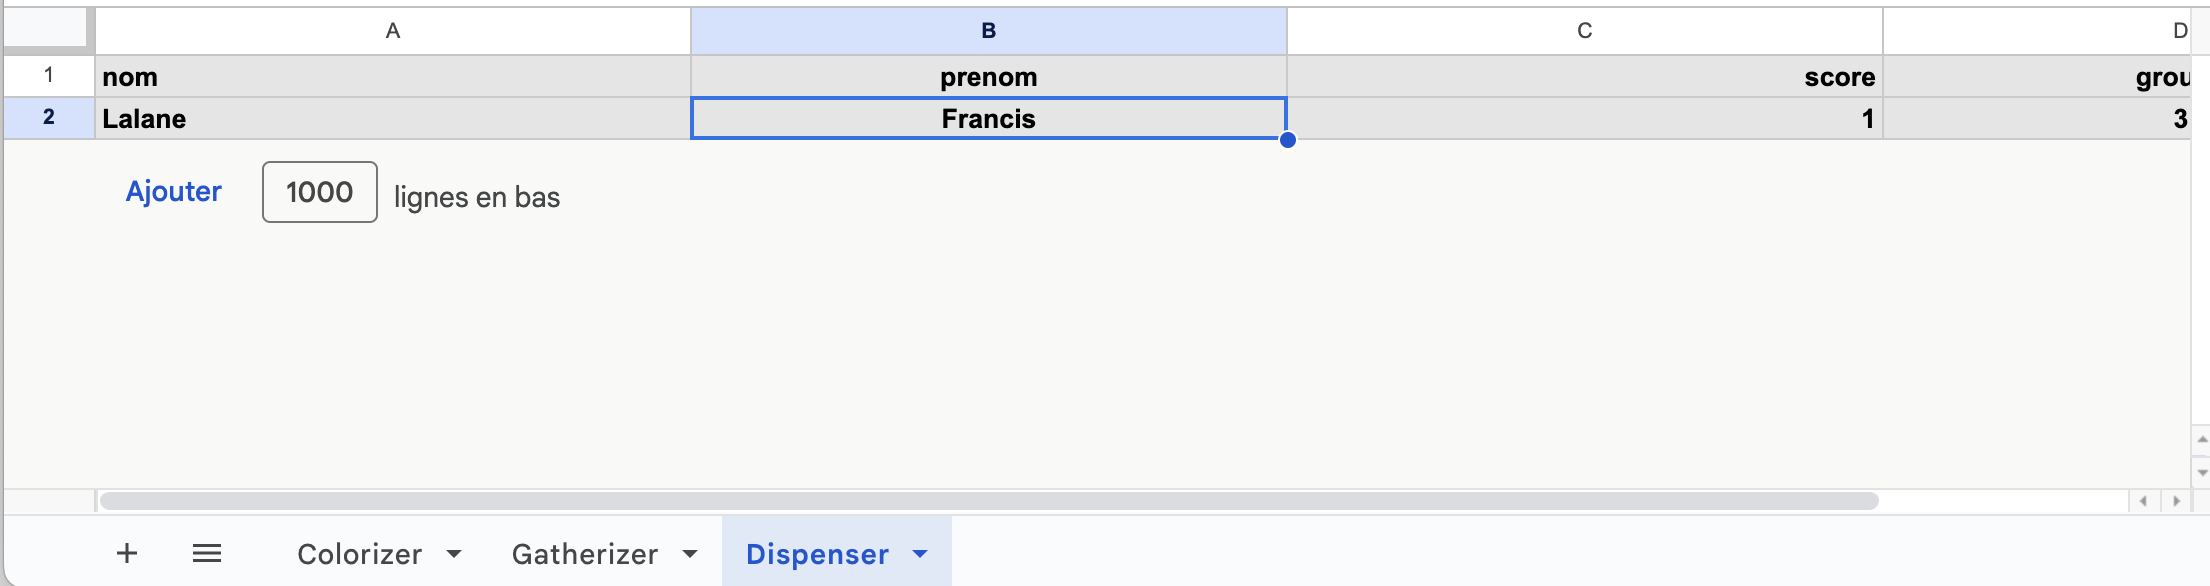 A B C D
1 nom prenom score grou
2 Lalane Francis 1 3
Ajouter 1000 lignes en bas
Colorizer Gatherizer Dispenser